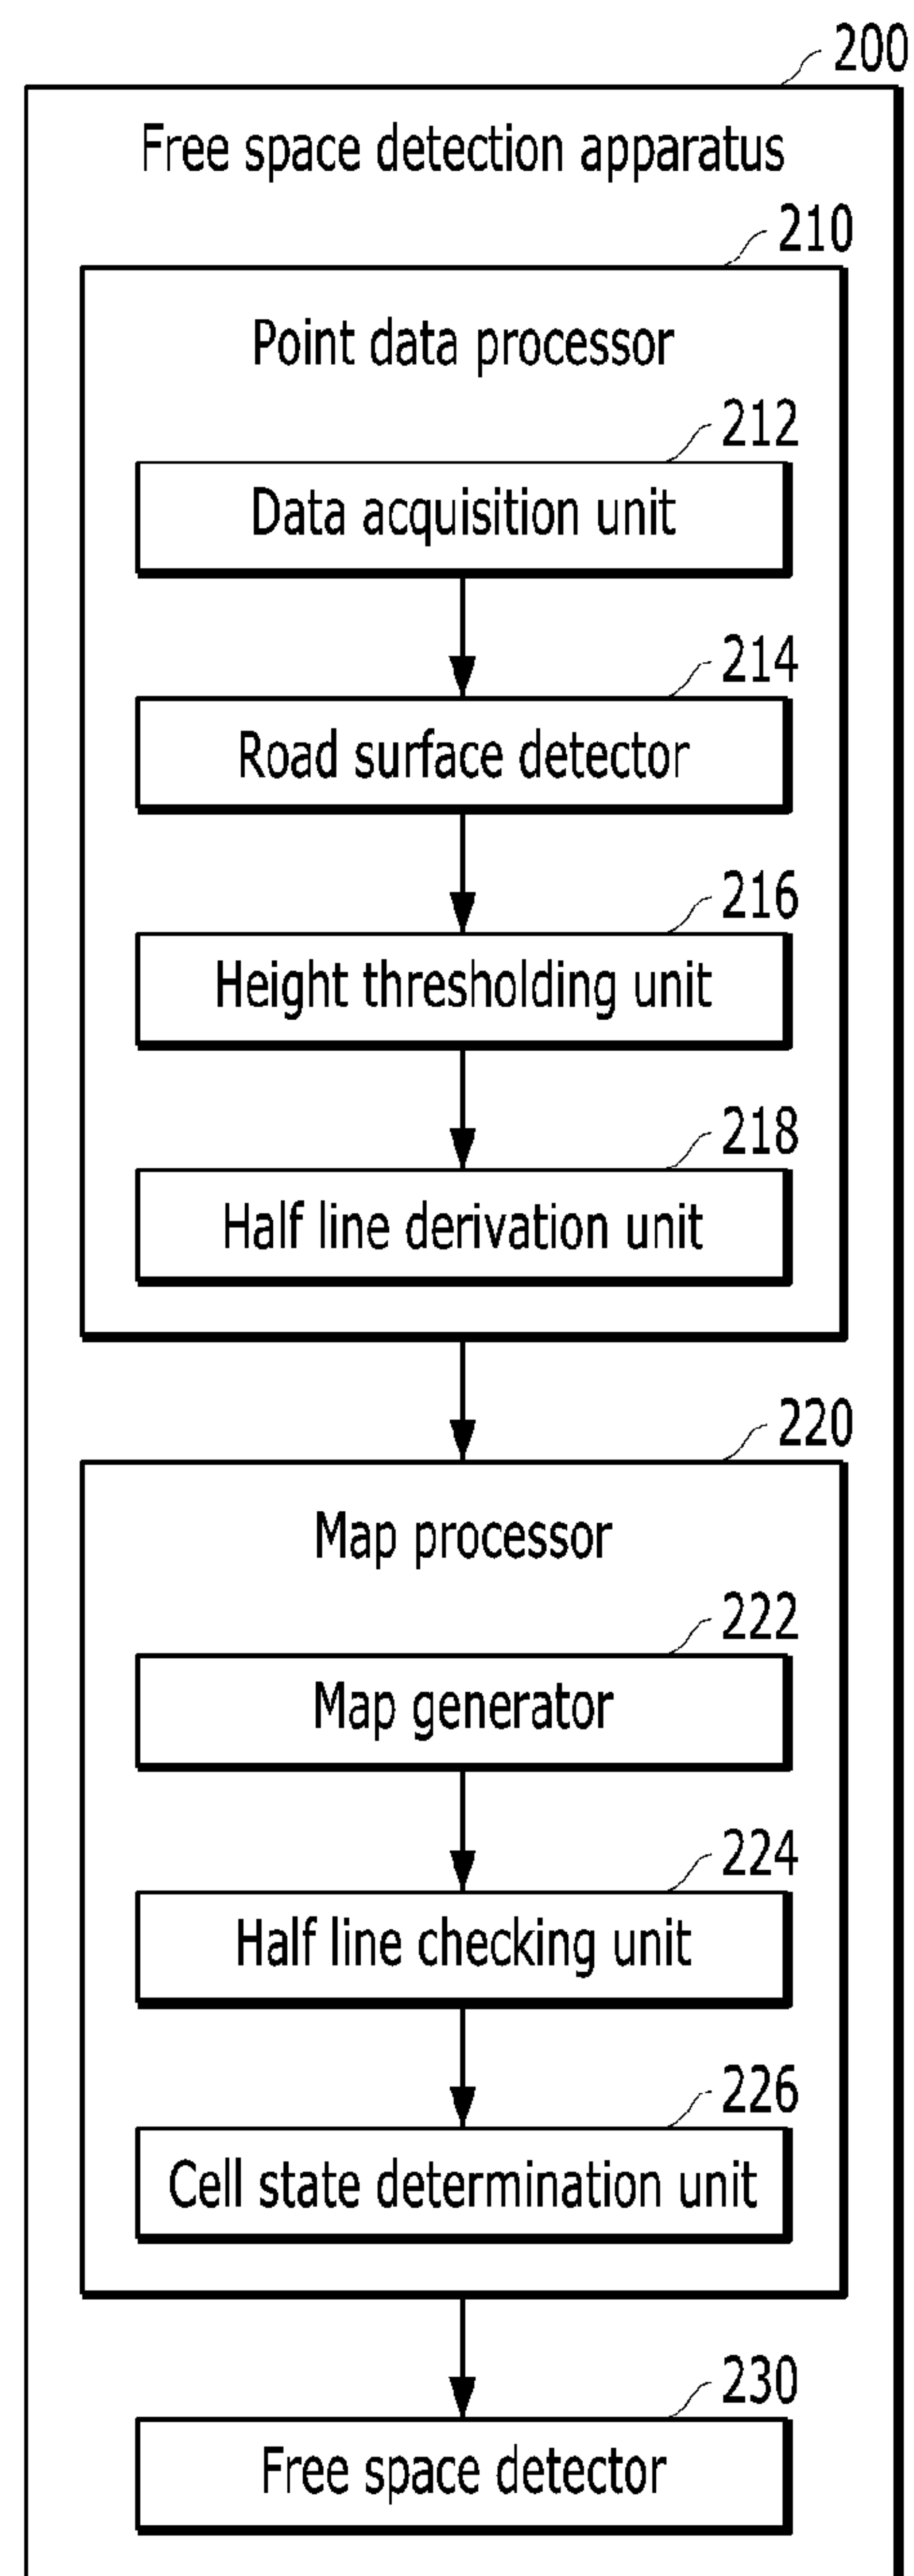 200
Free space detection apparatus
210
Point data processor
212
Data acquisition unit
214
Road surface detector
216
Height thresholding unit
218
Half line derivation unit
220
Map processor
222
Map generator
224
Half line checking unit
226
Cell state determination unit
230
Free space detector